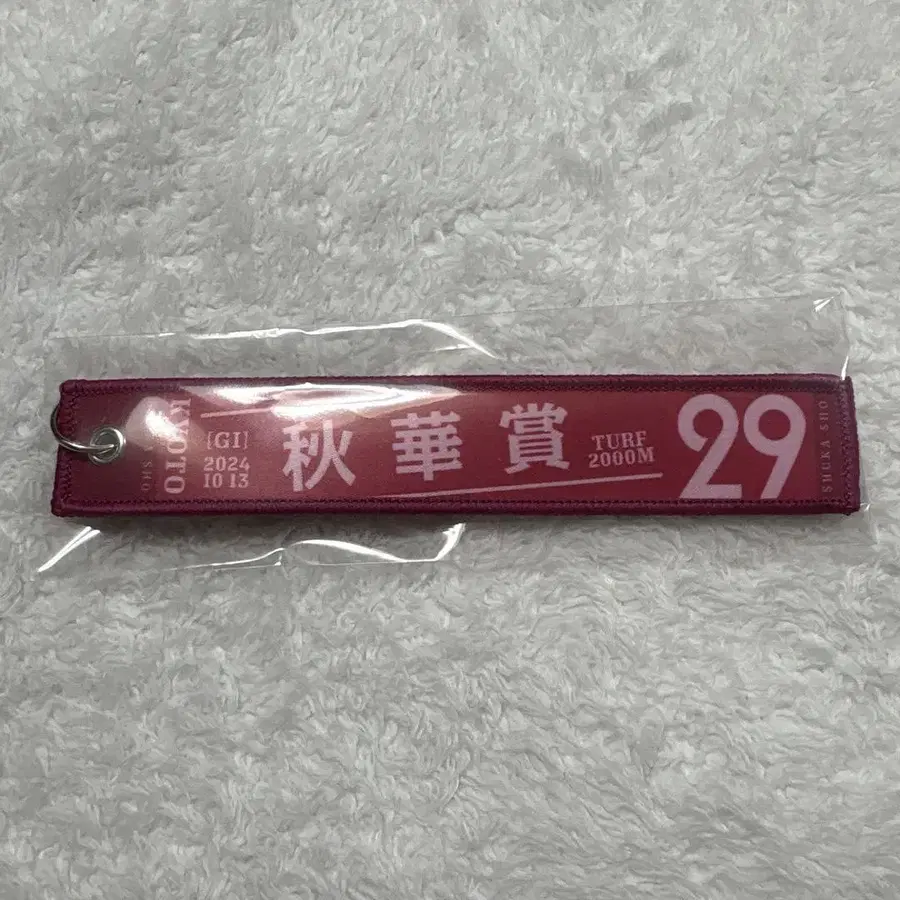 KYOTO
[GI]
2024
10 13
秋華賞
TURF
2000M
29
SHUKA SHO